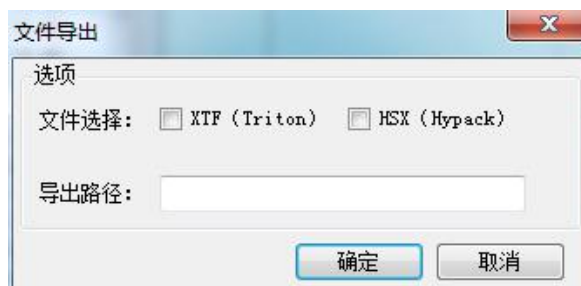 文件导出
选项
文件选择： XTF (Triton) HSX (Hypack)
导出路径：
确定 取消